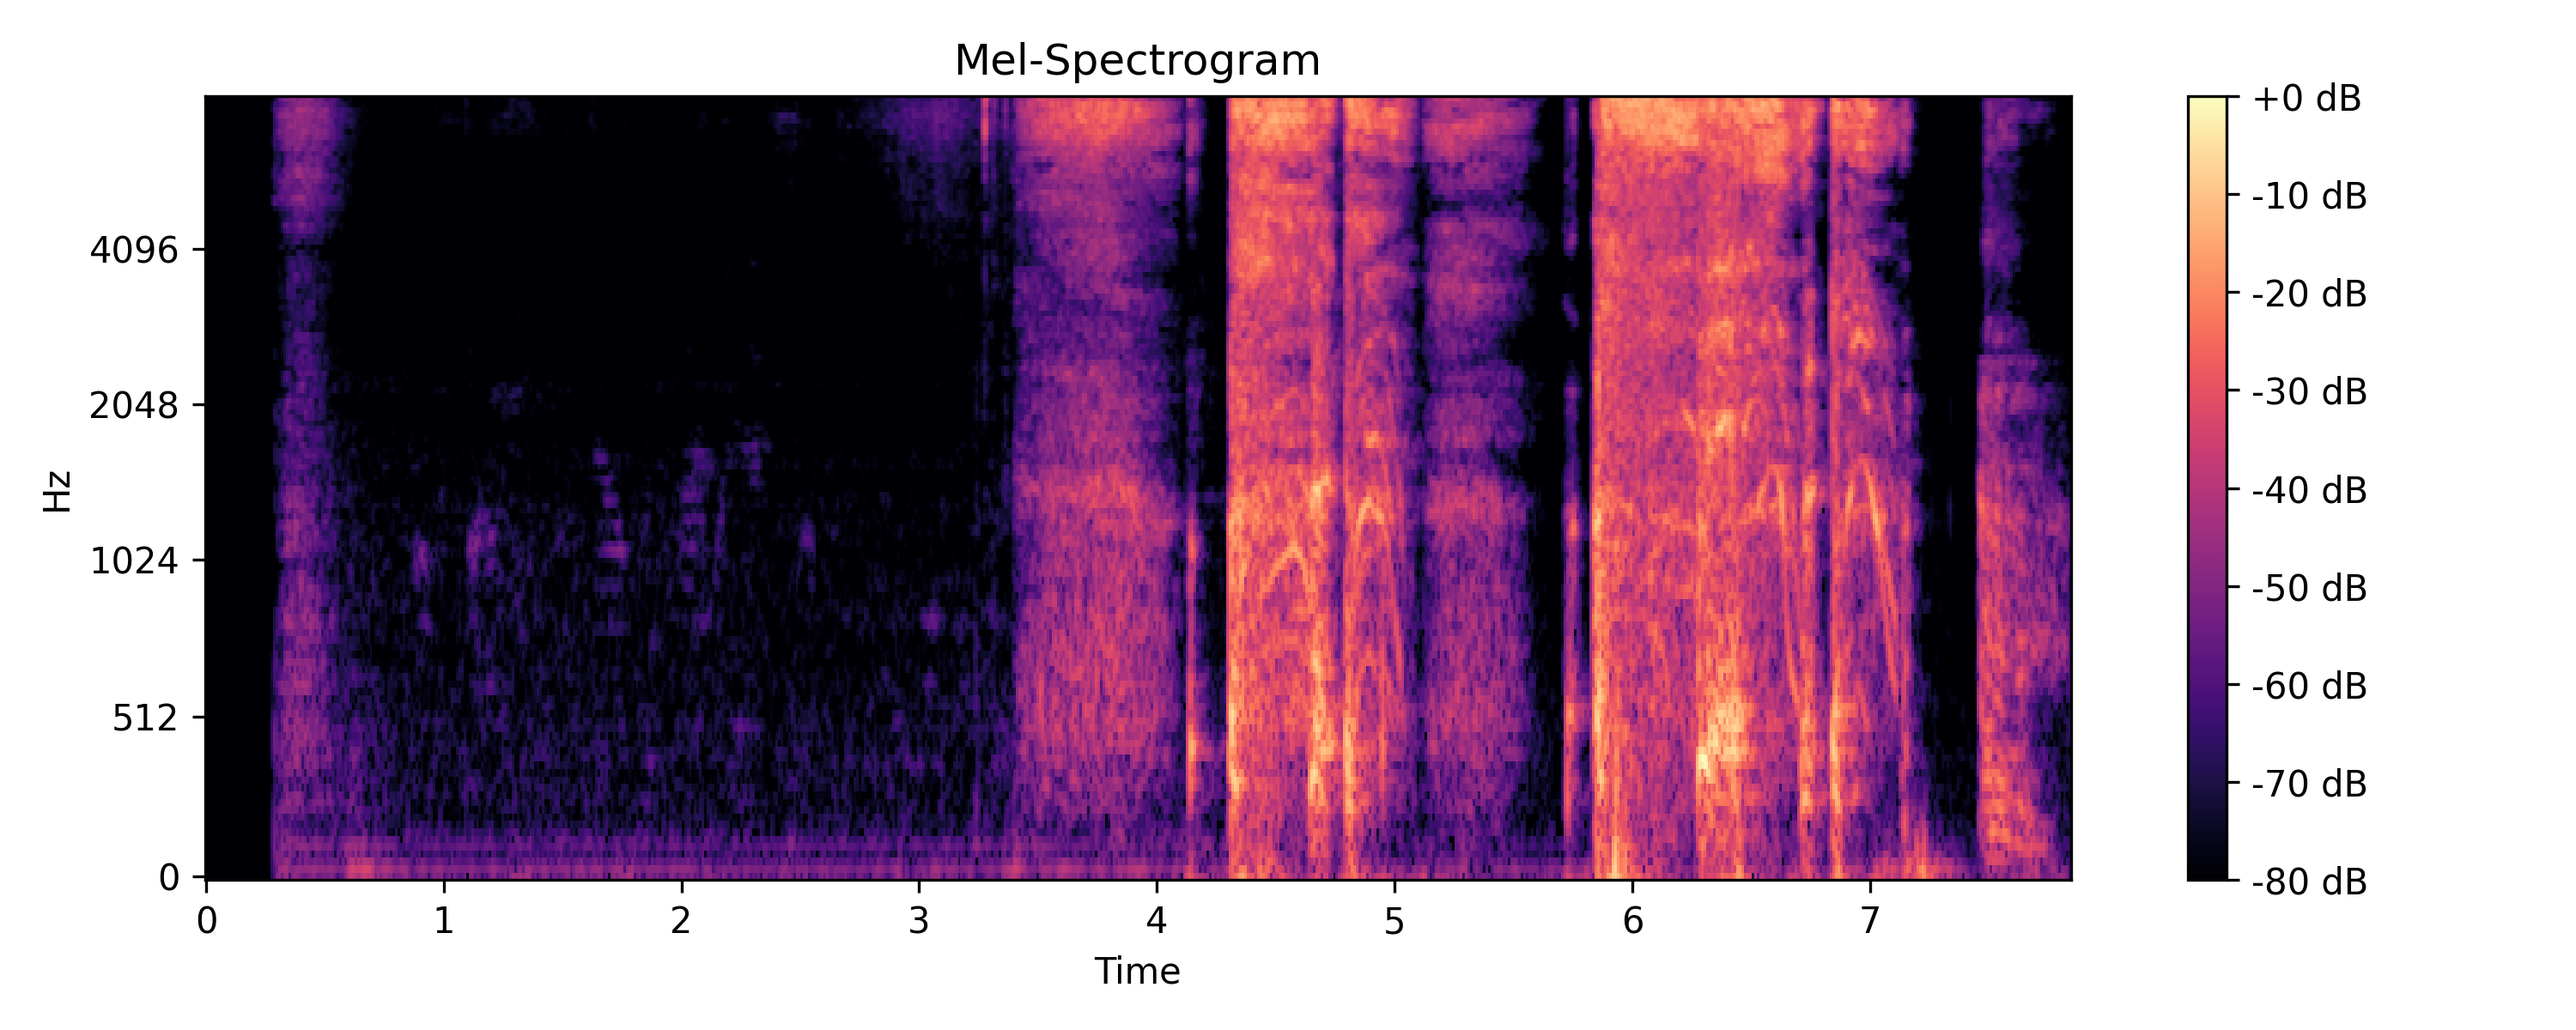 Mel-Spectrogram
+0 dB
-10 dB
-20 dB
-30 dB
-40 dB
-50 dB
-60 dB
-70 dB
-80 dB
Hz
4096
2048
1024
512
0
0 1 2 3 4 5 6 7
Time